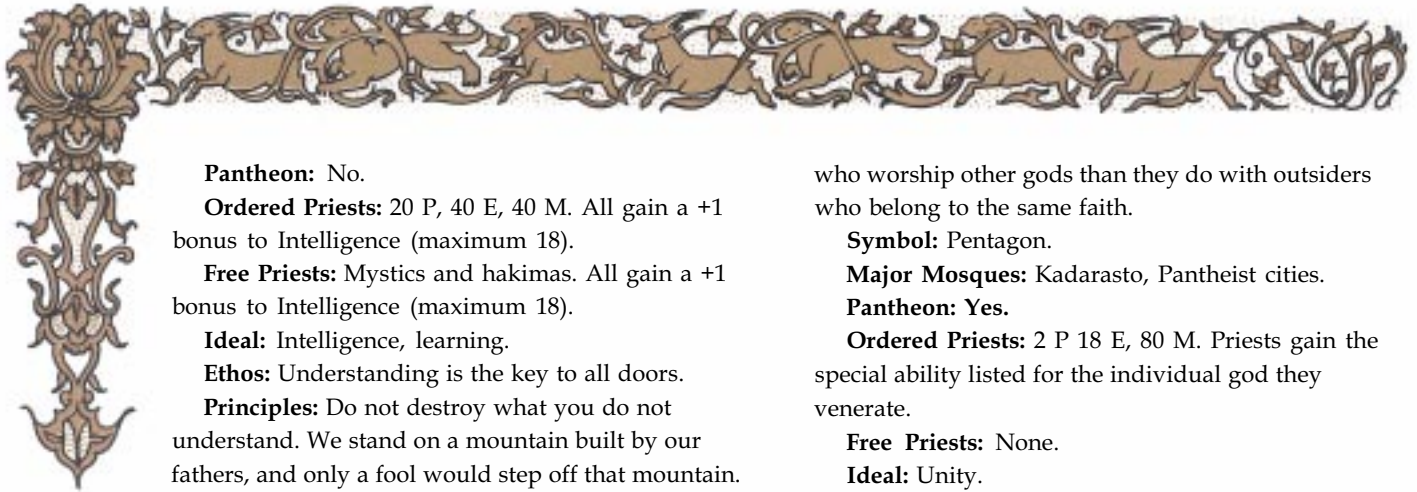 Pantheon: No.
Ordered Priests: 20 P, 40 E, 40 M. All gain a +1
bonus to Intelligence (maximum 18).
Free Priests: Mystics and hakimas. All gain a +1
bonus to Intelligence (maximum 18).
Ideal: Intelligence, learning.
Ethos: Understanding is the key to all doors.
Principles: Do not destroy what you do not
understand. We stand on a mountain built by our
fathers, and only a fool would step off that mountain.
who worship other gods than they do with outsiders
who belong to the same faith.
Symbol: Pentagon.
Major Mosques: Kadarasto, Pantheist cities.
Pantheon: Yes.
Ordered Priests: 2 P 18 E, 80 M. Priests gain the
special ability listed for the individual god they
venerate.
Free Priests: None.
Ideal: Unity.